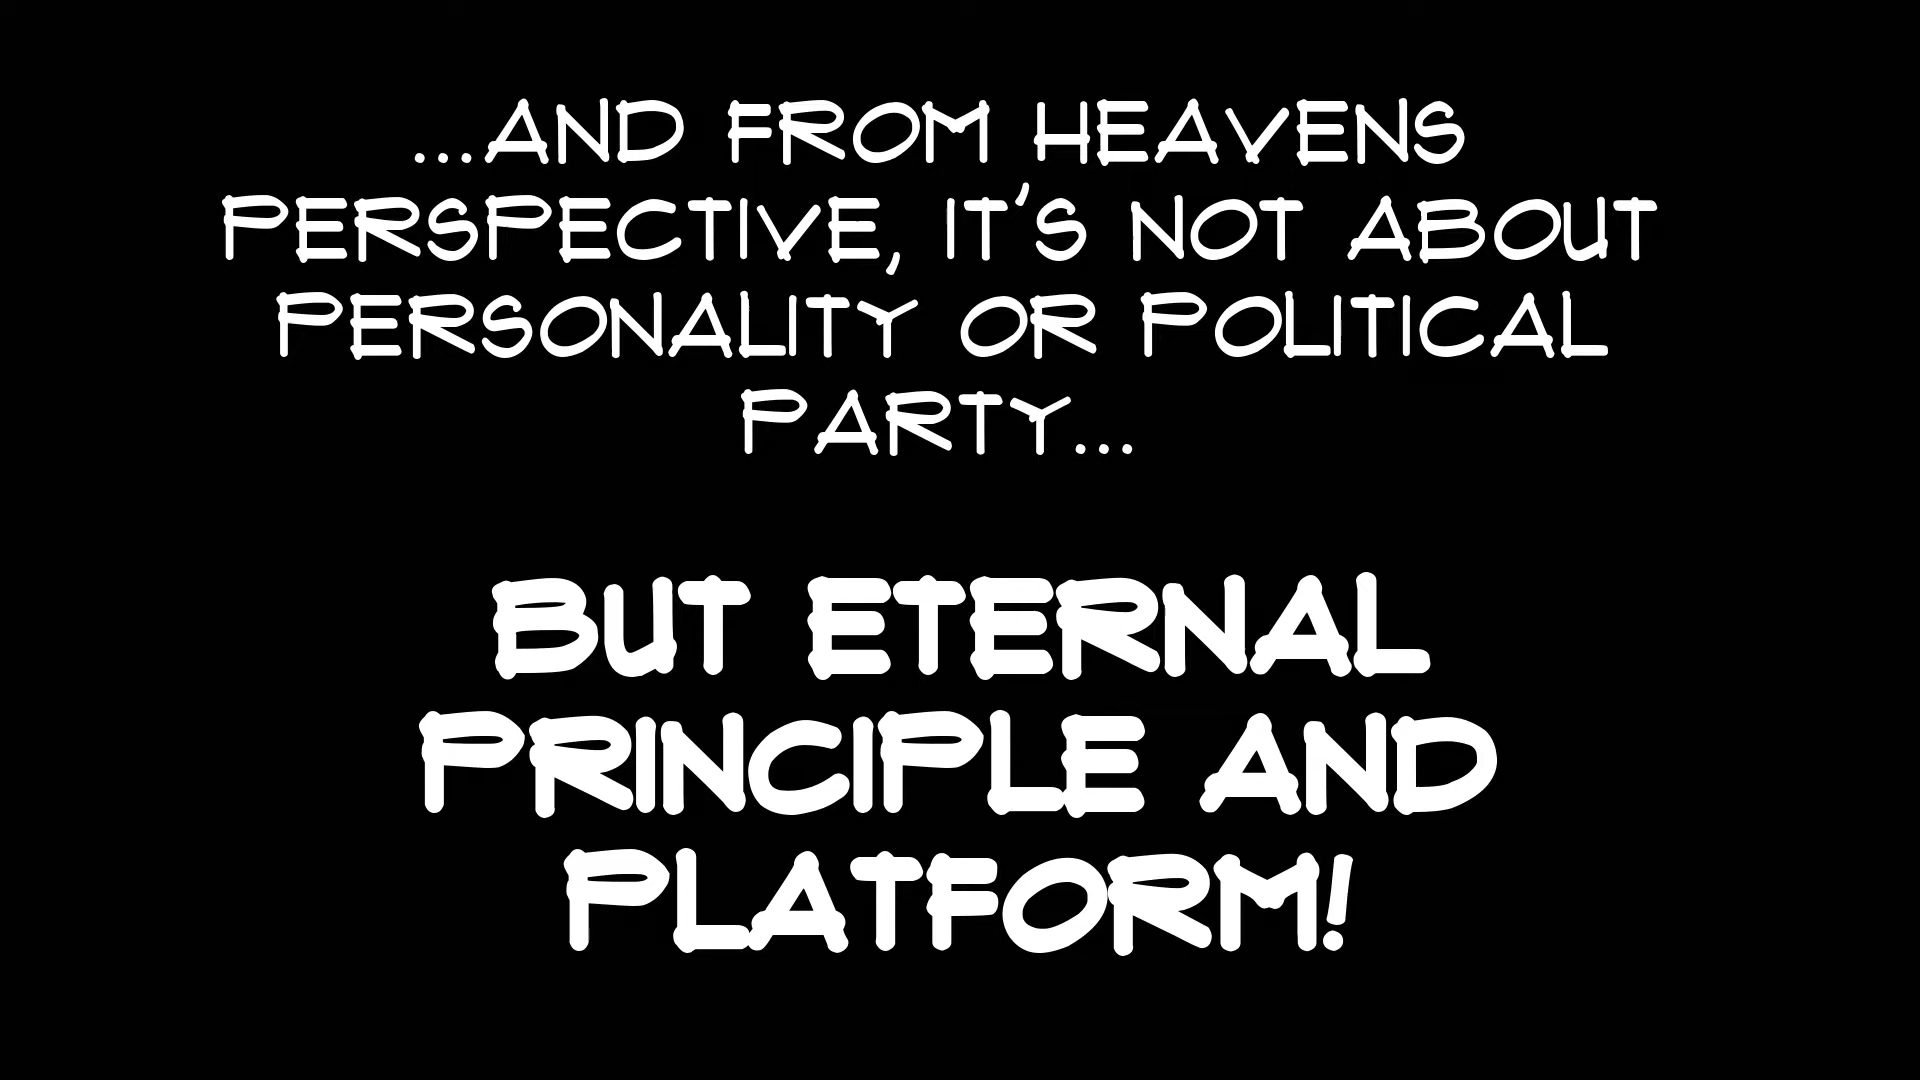 ...AND FROM HEAVENS
PERSPECTIVE, IT'S NOT ABOUT
PERSONALITY OR POLITICAL
PARTY...
BUT ETERNAL
PRINCIPLE AND
PLATFORM!